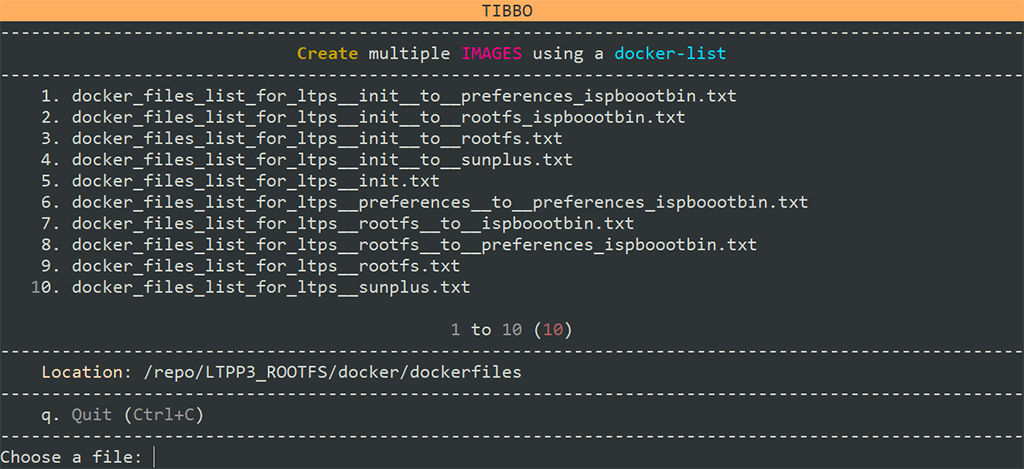 TIBBO
Create multiple IMAGES using a docker-list
1. docker_files_list_for_ltps__init__to__preferences_ispboootbin.txt
2. docker_files_list_for_ltps__init__to__rootfs_ispboootbin.txt
3. docker_files_list_for_ltps__init__to__rootfs.txt
4. docker_files_list_for_ltps__init__to__sunplus.txt
5. docker_files_list_for_ltps__init.txt
6. docker_files_list_for_ltps__preferences__to__preferences_ispboootbin.txt
7. docker_files_list_for_ltps__rootfs__to__ispboootbin.txt
8. docker_files_list_for_ltps__rootfs__to__preferences_ispboootbin.txt
9. docker_files_list_for_ltps__rootfs.txt
10. docker_files_list_for_ltps__sunplus.txt
1 to 10 (10)
Location: /repo/LTPP3_ROOTFS/docker/dockerfiles
q. Quit (Ctrl+C)
Choose a file: